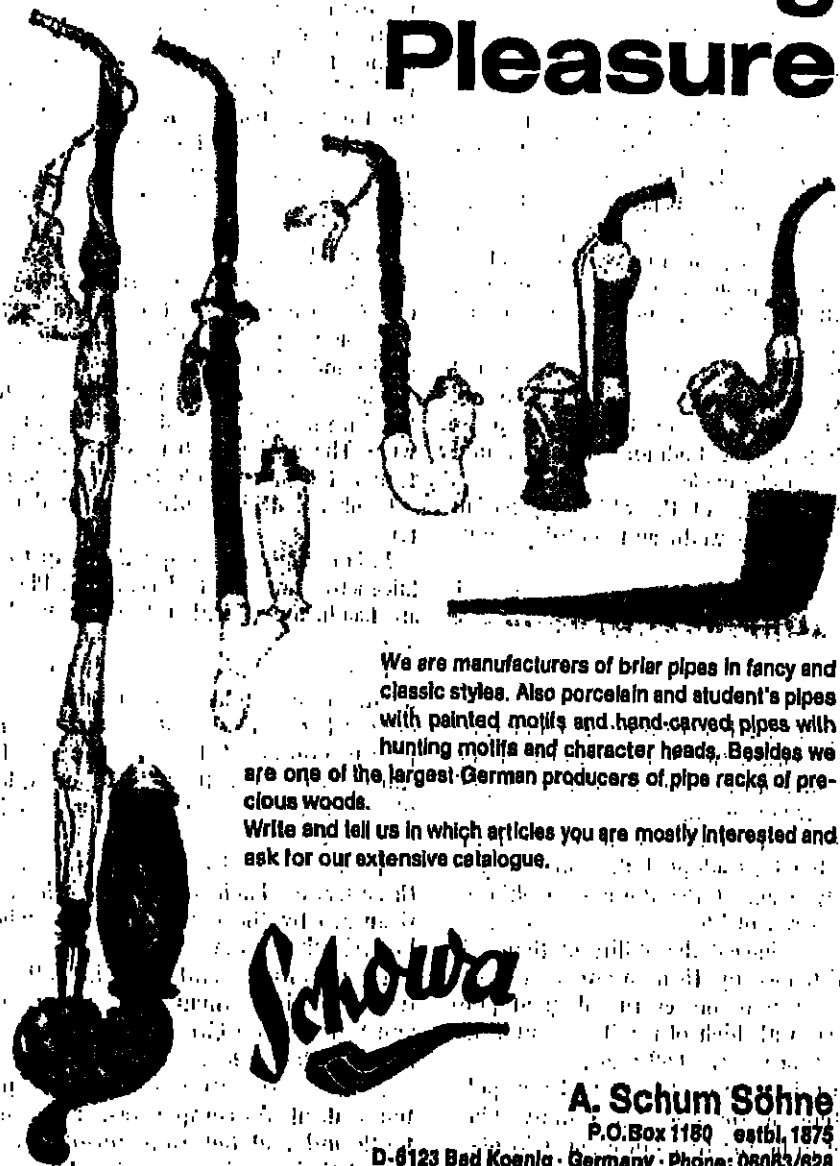 Pleasure
We are manufacturers of briar pipes in fancy and
classic styles. Also porcelain and student's pipes
with painted motifs and hand-carved pipes with
hunting motifs and character heads. Besides we
are one of the largest German producers of pipe racks of pre-
cious woods.
Write and tell us in which articles you are mostly interested and
ask for our extensive catalogue.
Schowa
A. Schum Söhne
P.O.Box 1150 estbl. 1875
D-6123 Bad Koenig · Germany · Phone: 06063/628